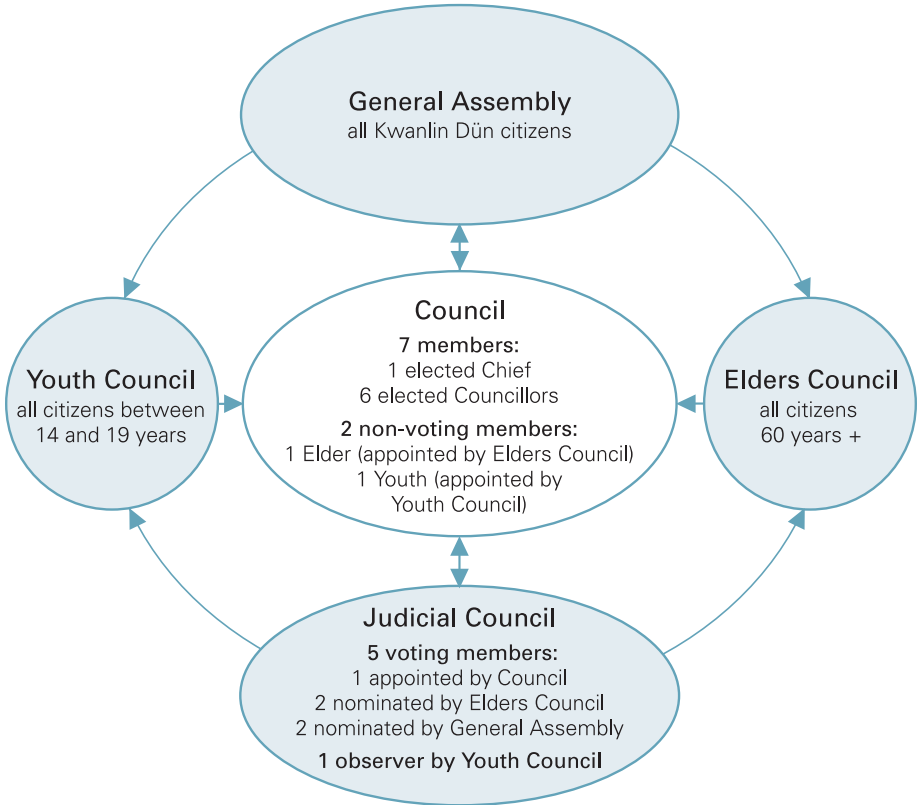 General Assembly
all Kwanlin Dün citizens
Council
7 members:
1 elected Chief
6 elected Councillors
2 non-voting members:
1 Elder (appointed by Elders Council)
1 Youth (appointed by
Youth Council)
Youth Council
all citizens between
14 and 19 years
Elders Council
all citizens
60 years +
Judicial Council
5 voting members:
1 appointed by Council
2 nominated by Elders Council
2 nominated by General Assembly
1 observer by Youth Council